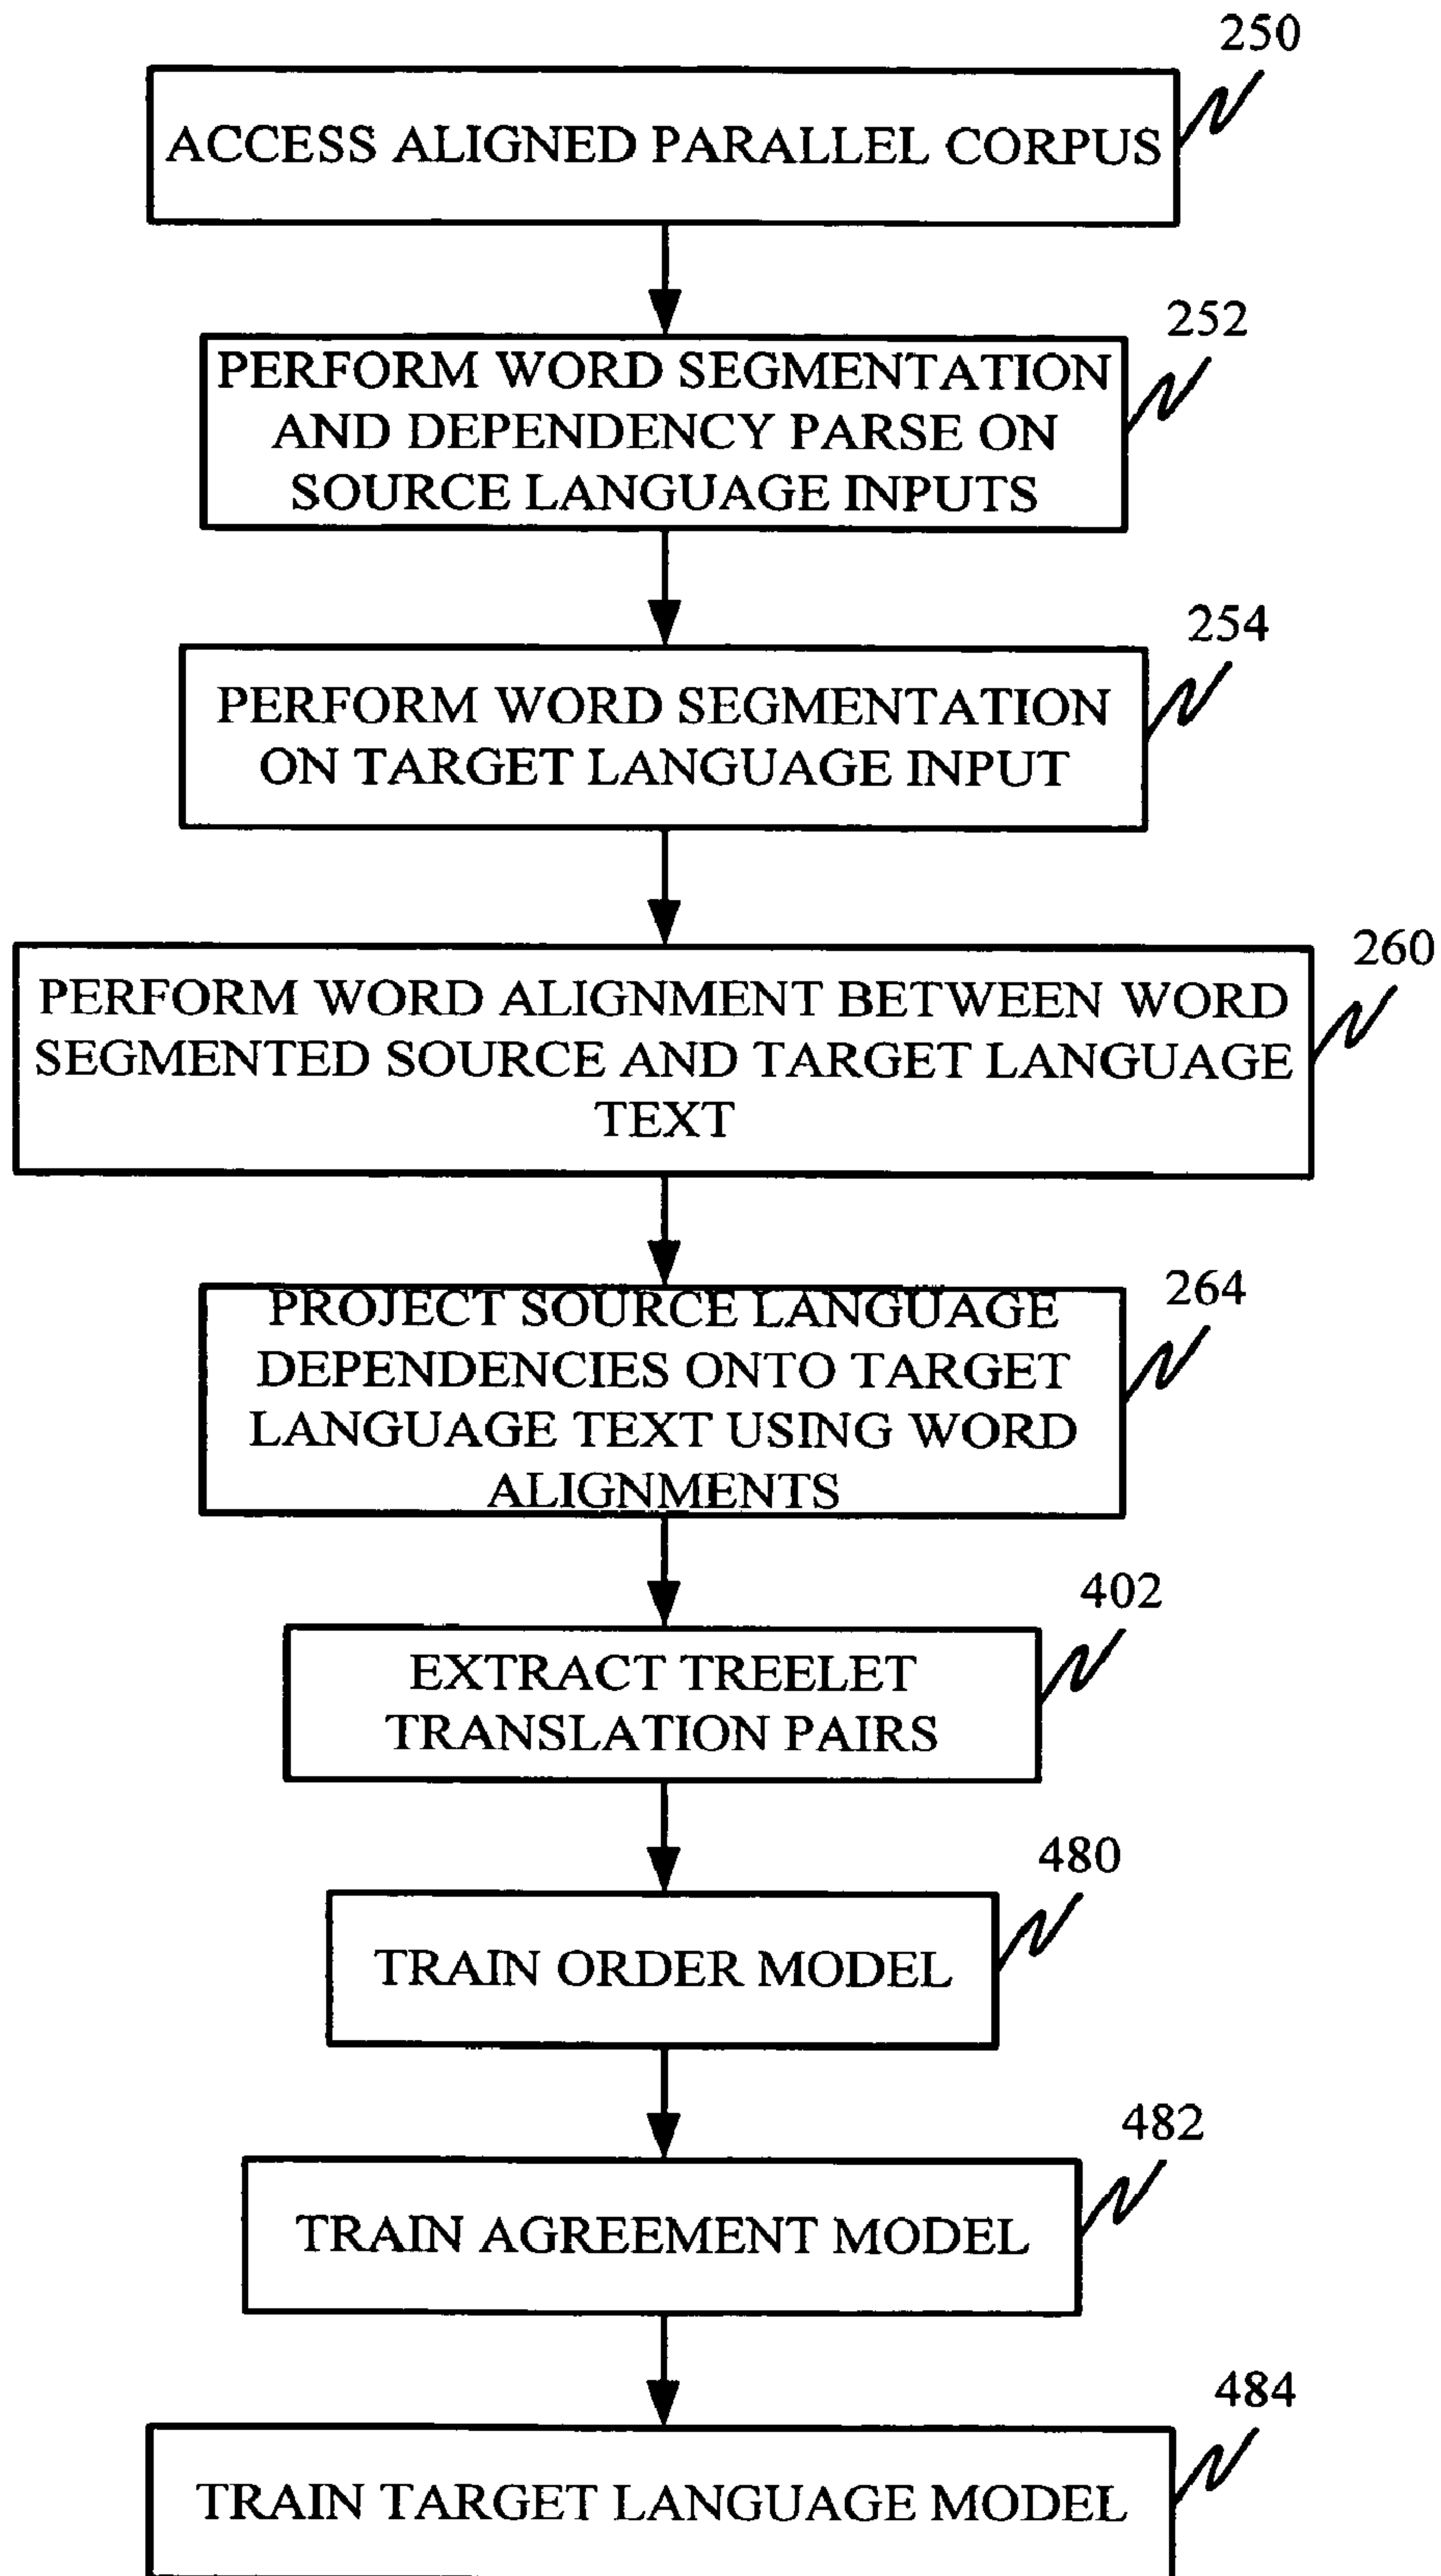 250
ACCESS ALIGNED PARALLEL CORPUS
252
PERFORM WORD SEGMENTATION
AND DEPENDENCY PARSE ON
SOURCE LANGUAGE INPUTS
254
PERFORM WORD SEGMENTATION
ON TARGET LANGUAGE INPUT
260
PERFORM WORD ALIGNMENT BETWEEN WORD
SEGMENTED SOURCE AND TARGET LANGUAGE
TEXT
264
PROJECT SOURCE LANGUAGE
DEPENDENCIES ONTO TARGET
LANGUAGE TEXT USING WORD
ALIGNMENTS
402
EXTRACT TREELET
TRANSLATION PAIRS
480
TRAIN ORDER MODEL
482
TRAIN AGREEMENT MODEL
484
TRAIN TARGET LANGUAGE MODEL